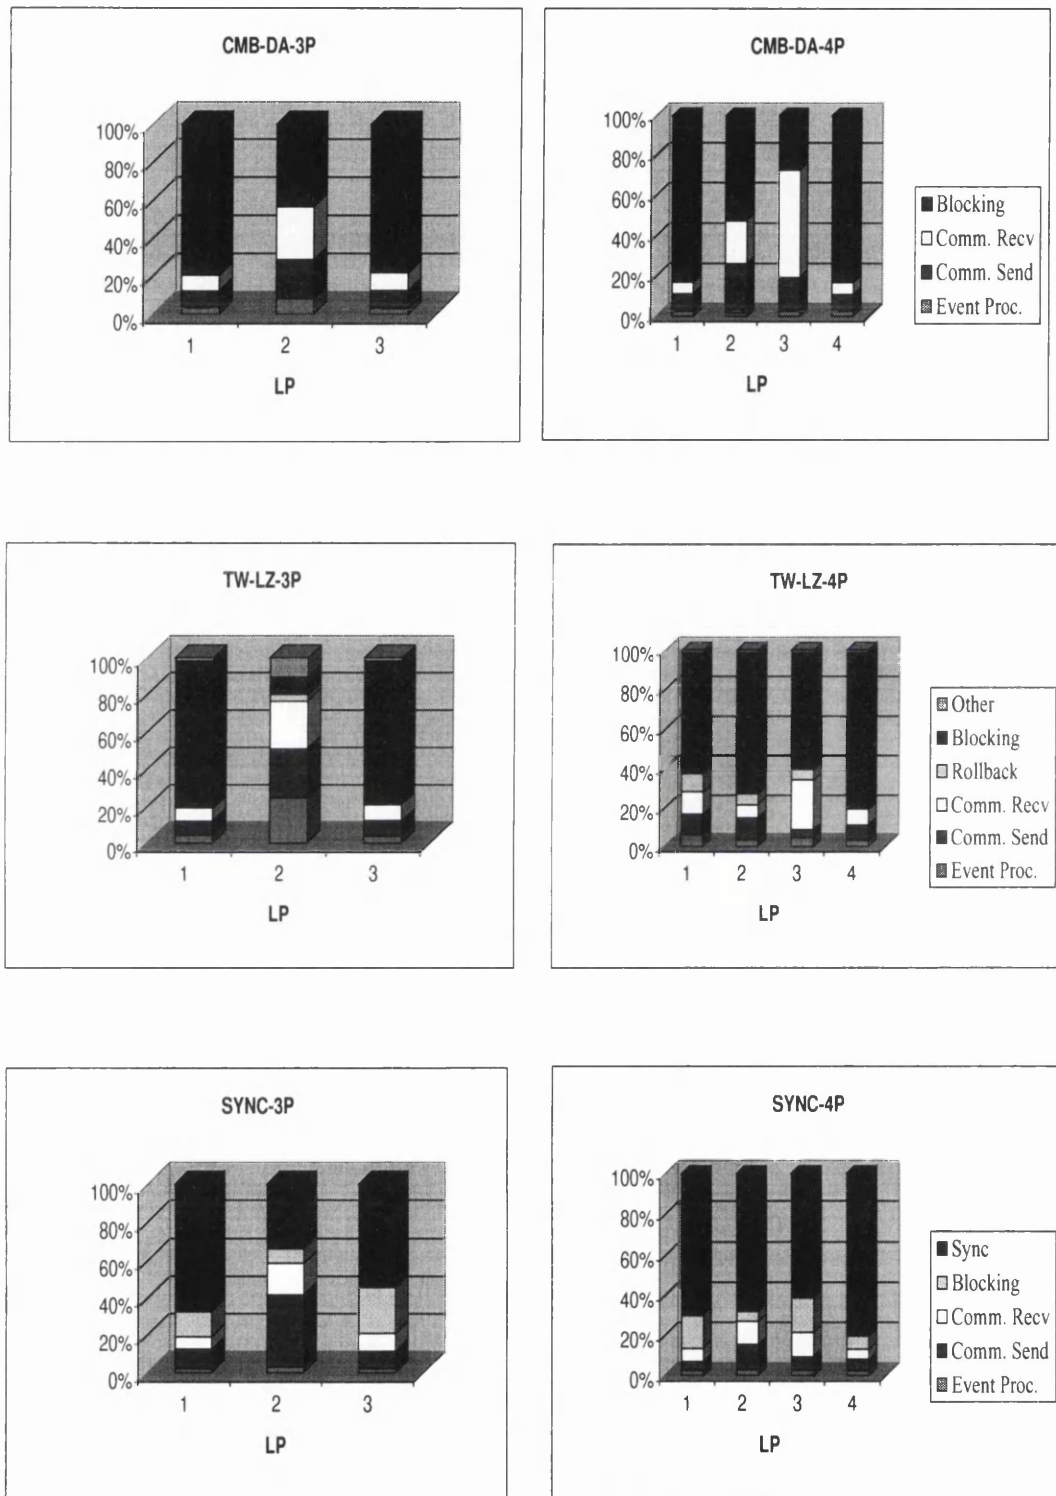 CMB-DA-3P
100%
80%
60%
40%
20%
0%
1 2 3
LP
CMB-DA-4P
100%
80%
60%
40%
20%
0%
1 2 3 4
LP
Blocking
Comm. Recv
Comm. Send
Event Proc.
TW-LZ-3P
100%
80%
60%
40%
20%
0%
1 2 3
LP
TW-LZ-4P
100%
80%
60%
40%
20%
0%
1 2 3 4
LP
Other
Blocking
Rollback
Comm. Recv
Comm. Send
Event Proc.
SYNC-3P
100%
80%
60%
40%
20%
0%
1 2 3
LP
SYNC-4P
100%
80%
60%
40%
20%
0%
1 2 3 4
LP
Sync
Blocking
Comm. Recv
Comm. Send
Event Proc.